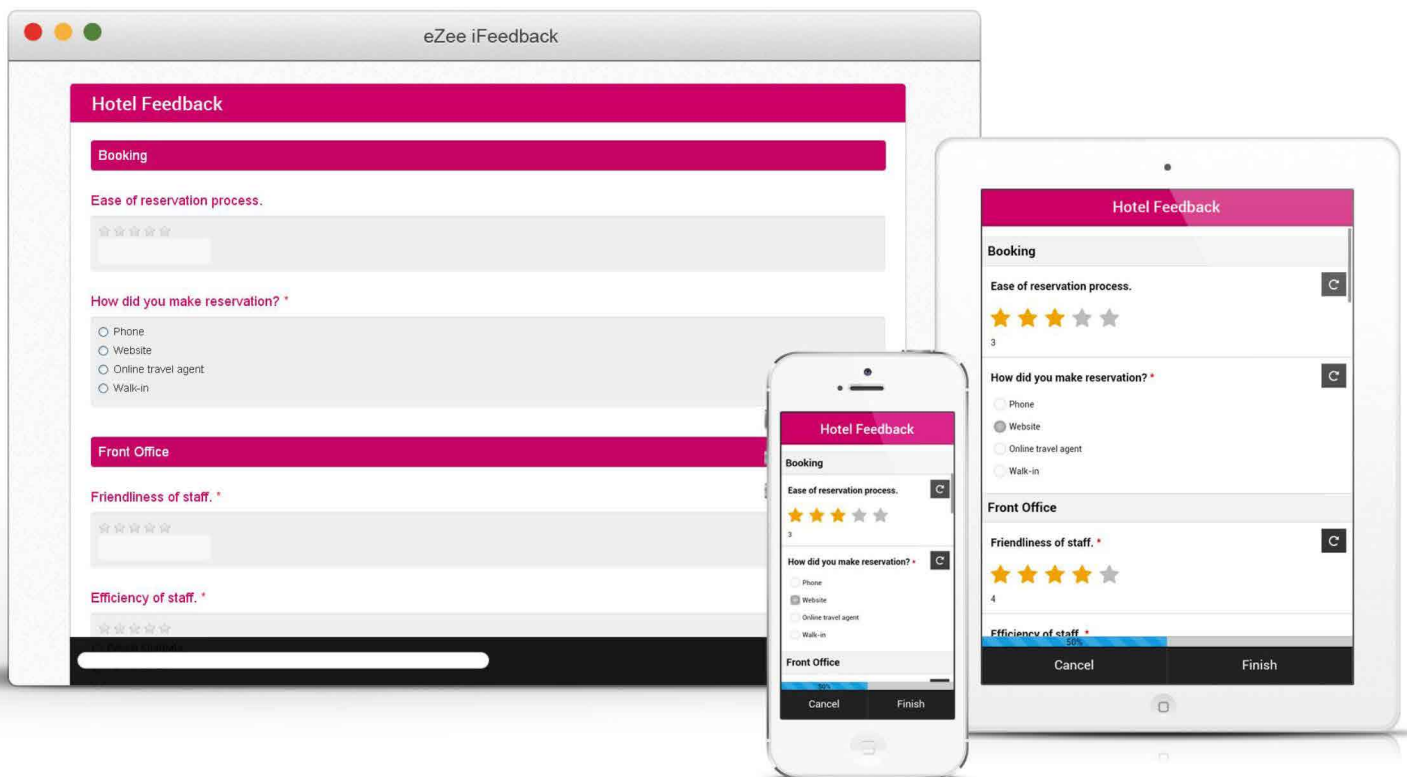 eZee iFeedback
Hotel Feedback
Booking
Ease of reservation process.
How did you make reservation? *
Phone
Website
Online travel agent
Walk-in
Front Office
Friendliness of staff. *
Efficiency of staff. *
Hotel Feedback
Booking
Ease of reservation process.
3
How did you make reservation? *
Phone
Website
Online travel agent
Walk-in
Front Office
50%
Cancel Finish
Hotel Feedback
Booking
Ease of reservation process.
3
How did you make reservation? *
Phone
Website
Online travel agent
Walk-in
Front Office
Friendliness of staff. *
4
Efficiency of staff. *
50%
Cancel Finish